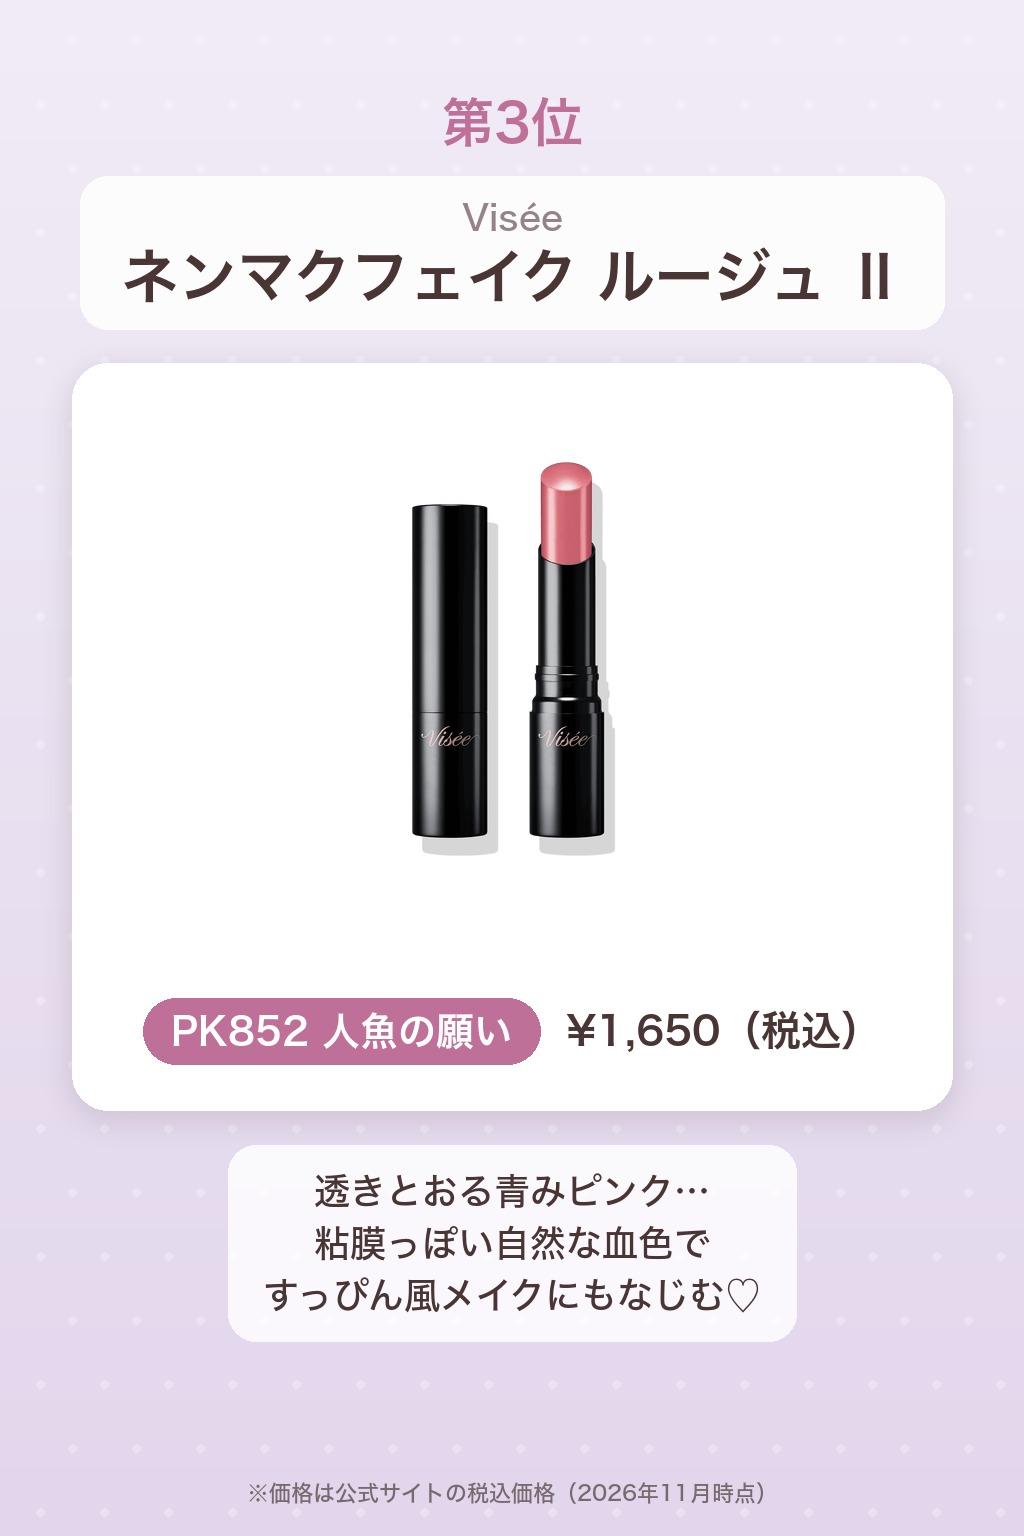 第3位
Visée
ネンマクフェイク ルージュ Ⅱ
Visée
Visée
PK852 人魚の願い
¥1,650（税込）
透きとおる青みピンク…
粘膜っぽい自然な血色で
すっぴん風メイクにもなじむ♡
※価格は公式サイトの税込価格（2026年11月時点）